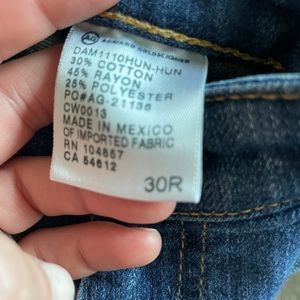 AG ADRIANO GOLDSCHMIED
DAM1110HUN-HUN
30% COTTON
45% RAYON
25% POLYESTER
PO#AG-21136
CW0013
MADE IN MEXICO
OF IMPORTED FABRIC
RN 104857
CA 54612
30R